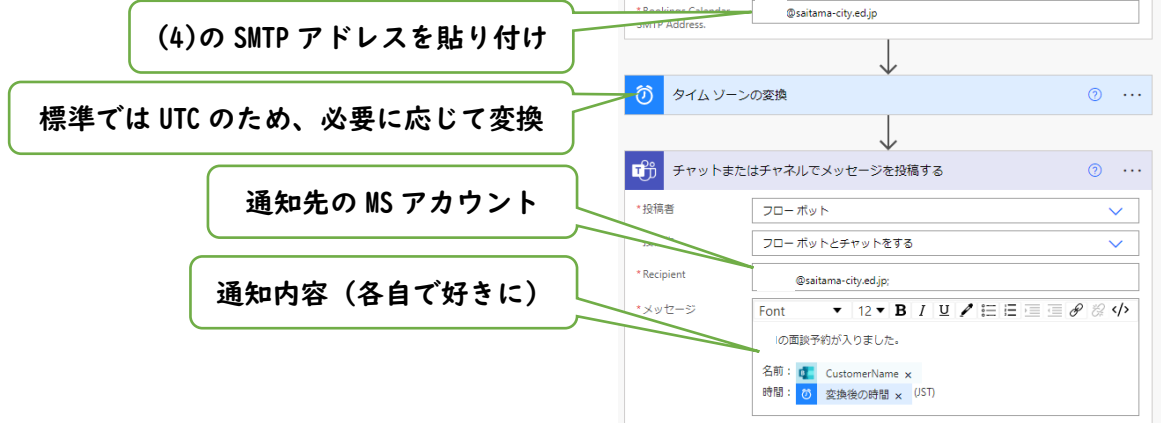 (4)の SMTP アドレスを貼り付け
* Bookings Calendar
SMTP Address.
@saitama-city.ed.jp
標準では UTC のため、必要に応じて変換
タイム ゾーンの変換
チャットまたはチャネルでメッセージを投稿する
通知先の MS アカウント
*投稿者
フロー ボット
フロー ボットとチャットをする
*Recipient
@saitama-city.ed.jp;
通知内容（各自で好きに）
*メッセージ
Font 12 B I U </>
の面談予約が入りました。
名前： CustomerName ×
時間： 変換後の時間 × (JST)